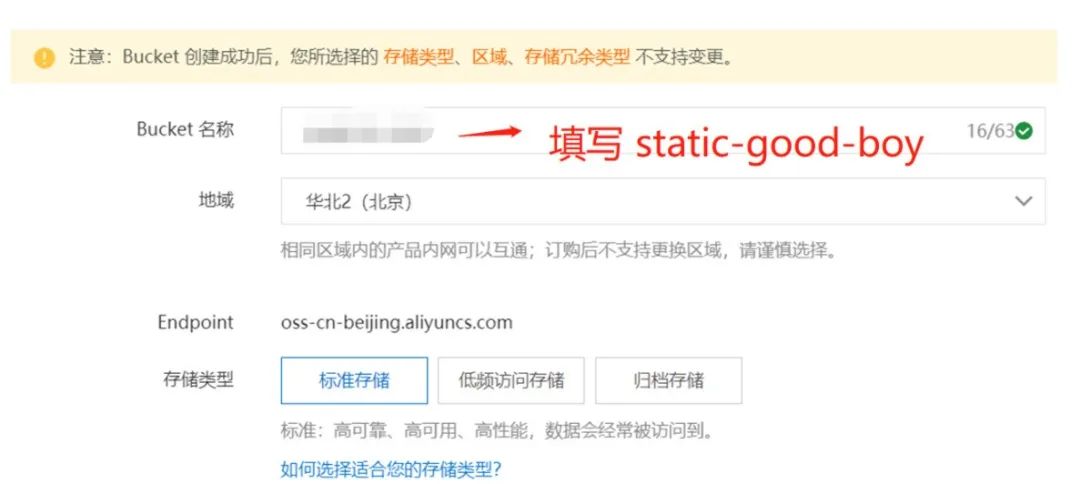 注意：Bucket 创建成功后，您所选择的 存储类型、区域、存储冗余类型 不支持变更。
Bucket 名称
填写 static-good-boy
16/63
地域
华北2（北京）
相同区域内的产品内网可以互通；订购后不支持更换区域，请谨慎选择。
Endpoint
oss-cn-beijing.aliyuncs.com
存储类型
标准存储
低频访问存储
归档存储
标准：高可靠、高可用、高性能，数据会经常被访问到。
如何选择适合您的存储类型？